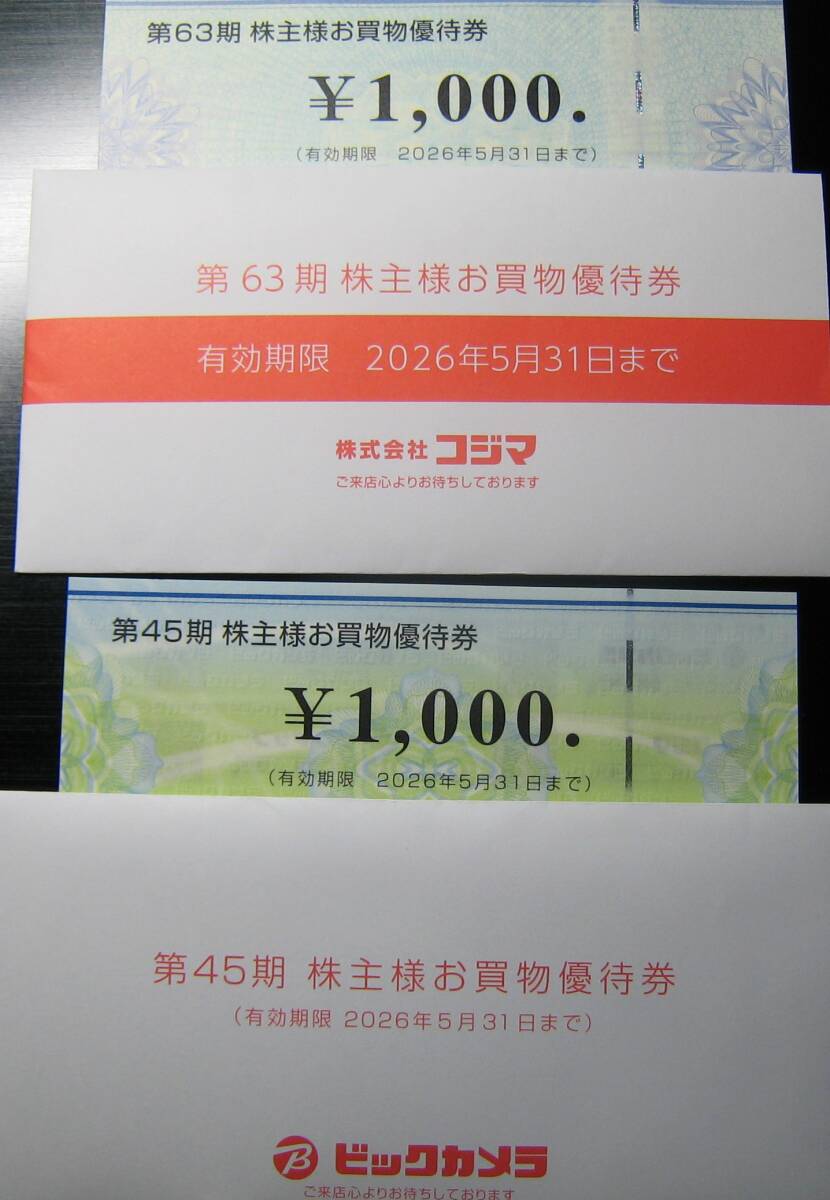 第63期 株主様お買物優待券
¥1,000.
(有効期限 2026年5月31日まで)
第63期 株主様お買物優待券
有効期限 2026年5月31日まで
株式会社 コジマ
ご来店心よりお待ちしております
第45期 株主様お買物優待券
¥1,000.
(有効期限 2026年5月31日まで)
第45期 株主様お買物優待券
(有効期限 2026年5月31日まで)
B ビックカメラ
ご来店心よりお待ちしております